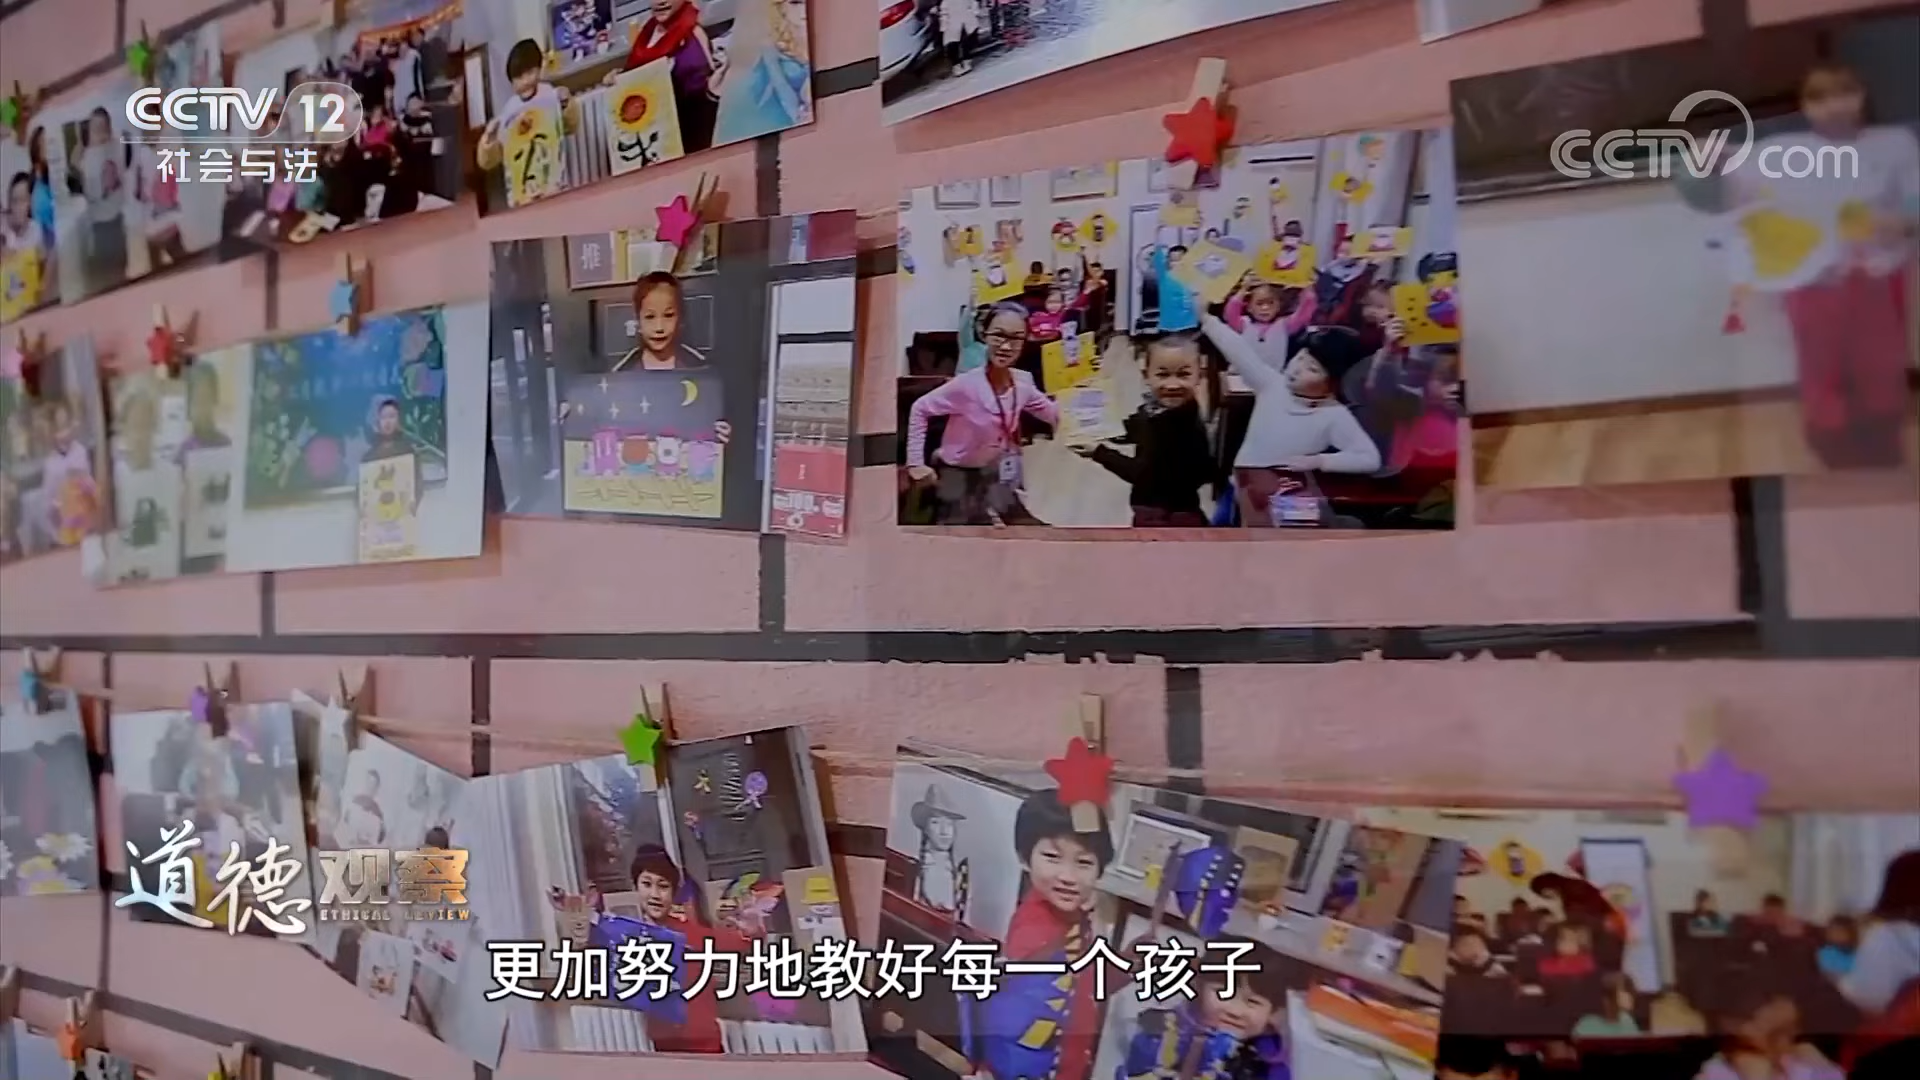 CCTV 12
社会与法
CCTV com
推
道德观察
ETHICAL REVIEW
更加努力地教好每一个孩子